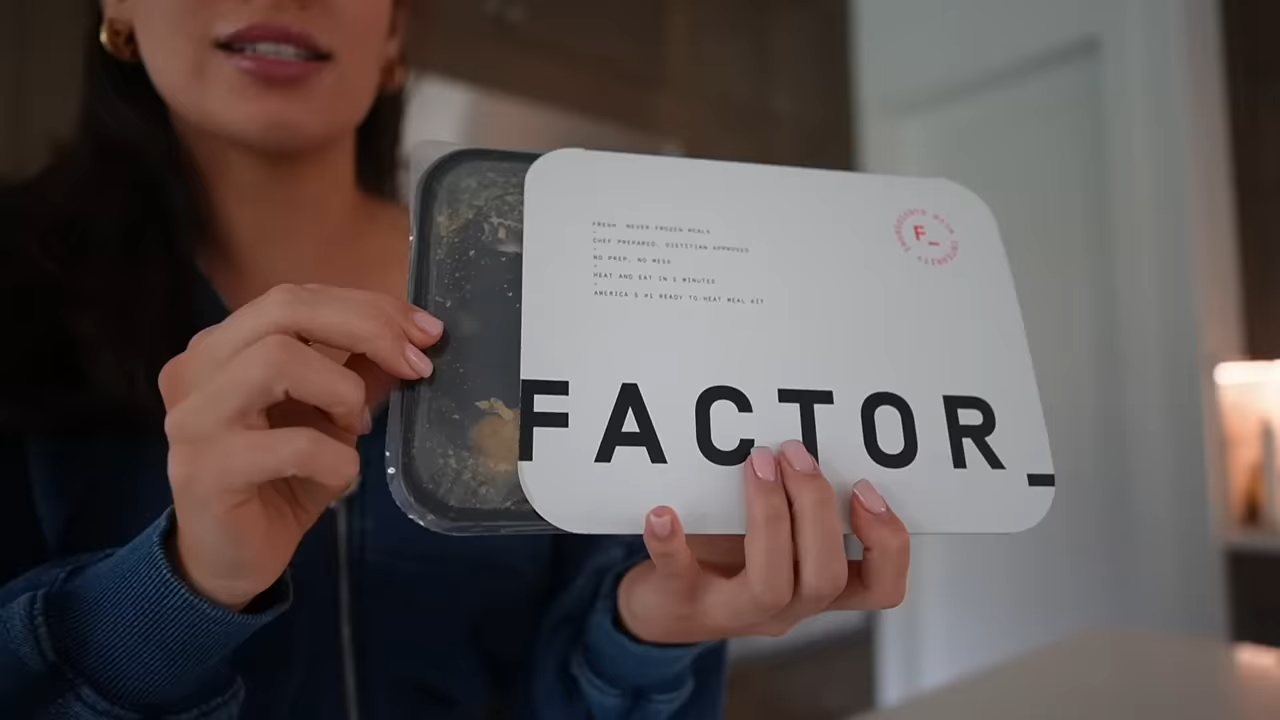 FRESH, NEVER-FROZEN MEALS
-
CHEF PREPARED, DIETITIAN APPROVED
-
NO PREP, NO MESS
-
HEAT AND EAT IN 2 MINUTES
-
AMERICA'S #1 READY-TO-HEAT MEAL KIT
F_
FACTOR_